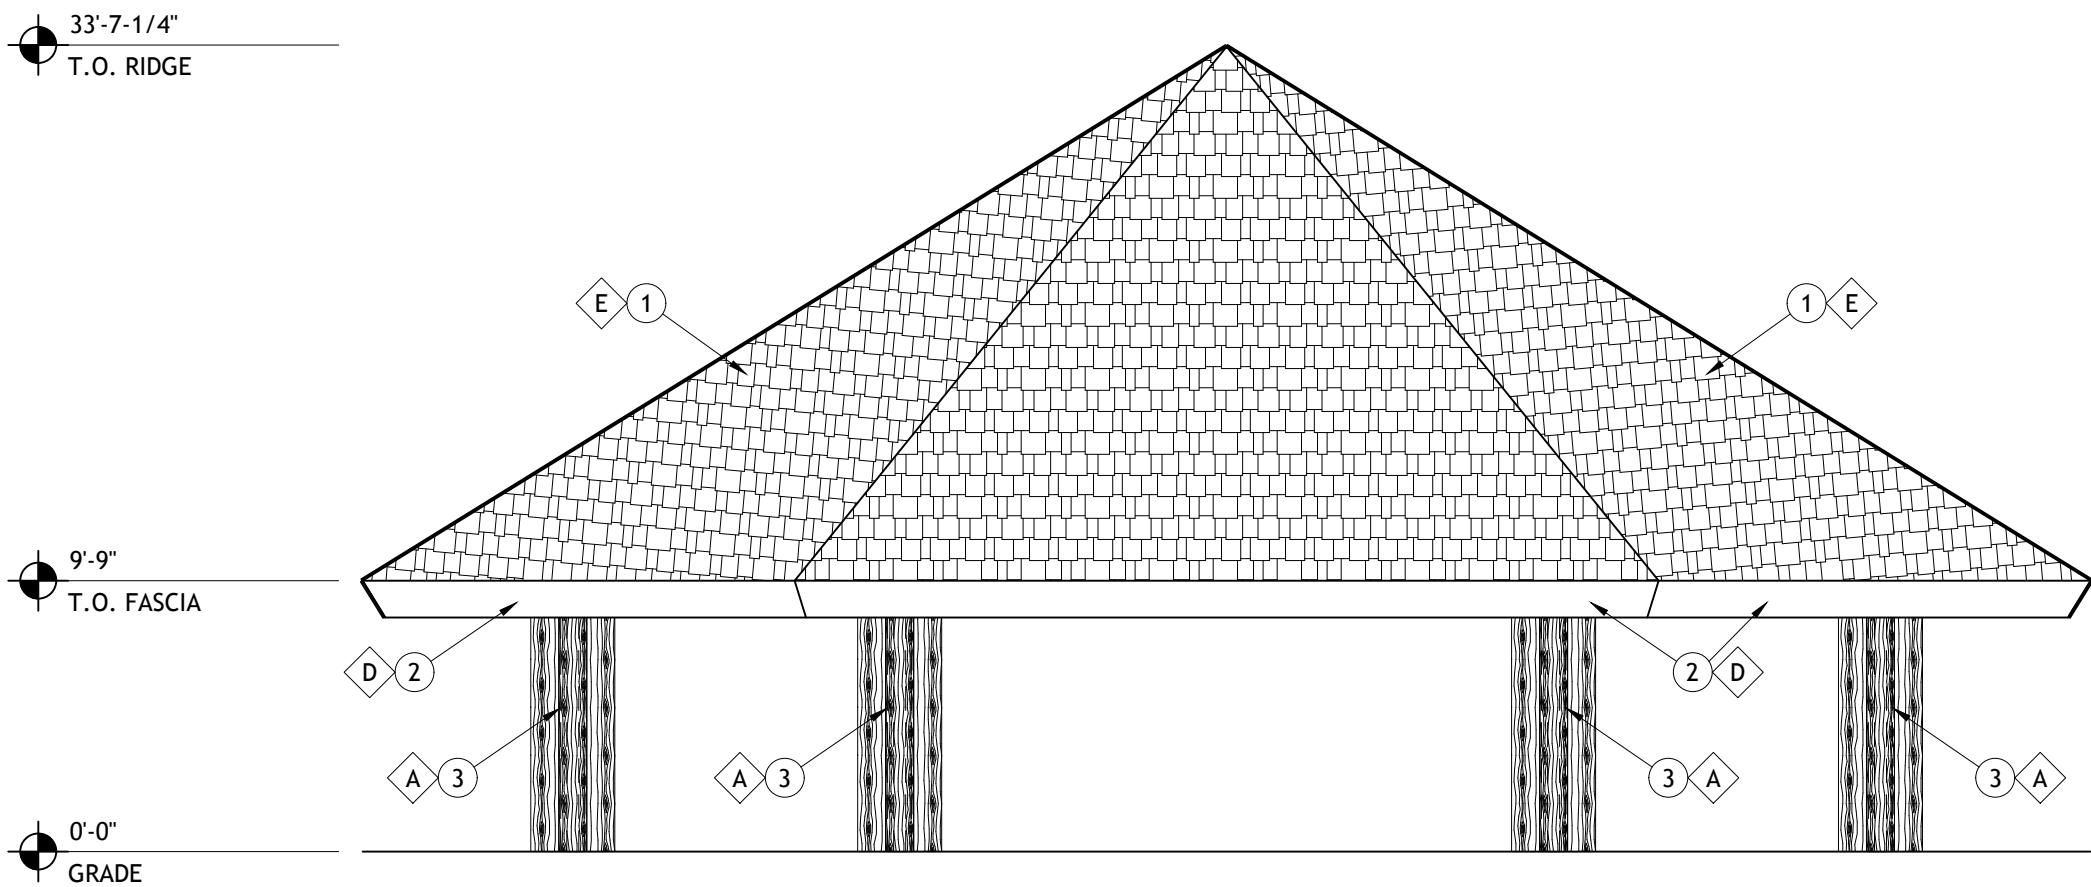 33'-7-1/4"
T.O. RIDGE
E 1
1 E
9'-9"
T.O. FASCIA
D 2
2 D
A 3
A 3
3 A
3 A
0'-0"
GRADE